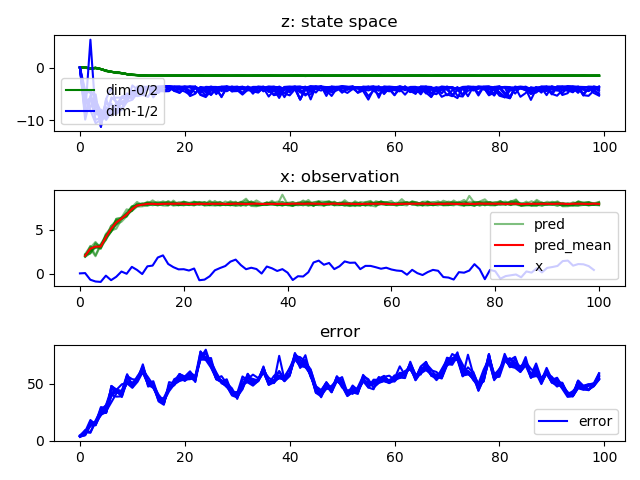 z: state space
0
−10
dim-0/2
dim-1/2
0 20 40 60 80 100
x: observation
5
0
pred
pred_mean
x
0 20 40 60 80 100
error
50
0
error
0 20 40 60 80 100